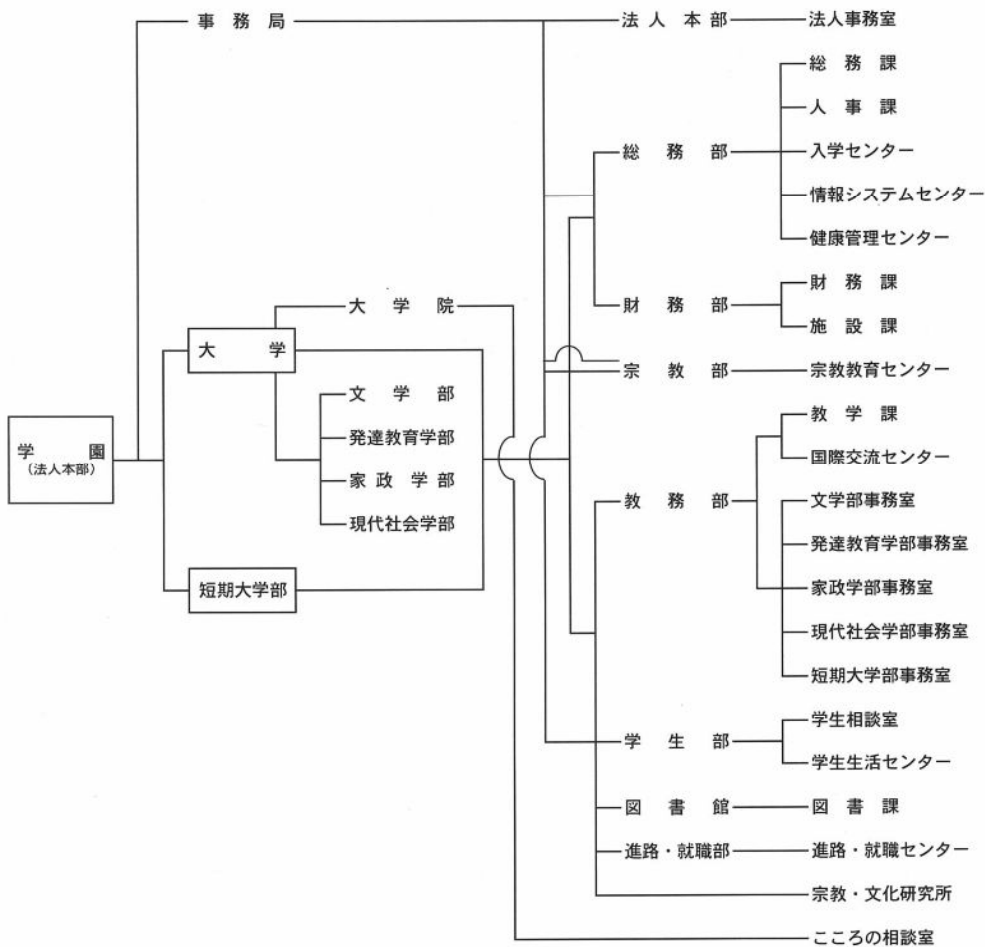 事務局
法人本部
法人事務室
総務課
人事課
総務部
入学センター
情報システムセンター
健康管理センター
財務課
大学院
財務部
施設課
大学
宗教部
宗教教育センター
文学部
教学課
発達教育学部
学園
(法人本部)
国際交流センター
家政学部
教務部
文学部事務室
現代社会学部
発達教育学部事務室
短期大学部
家政学部事務室
現代社会学部事務室
短期大学部事務室
学生相談室
学生部
学生生活センター
図書館
図書課
進路・就職部
進路・就職センター
宗教・文化研究所
こころの相談室